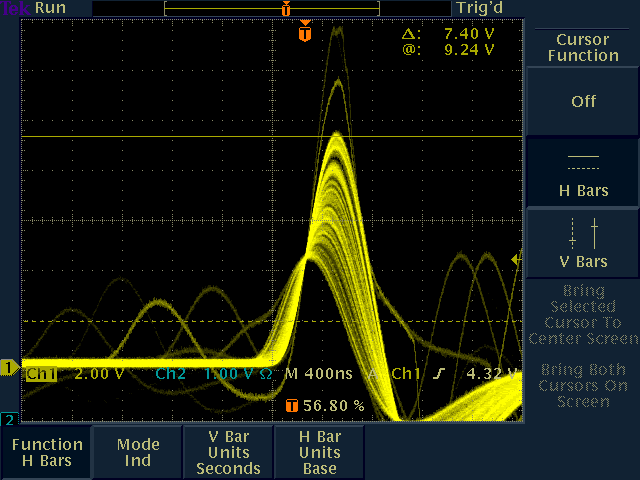 Tek Run Trig'd
Δ: 7.40 V
@: 9.24 V
Cursor
Function
Off
H Bars
V Bars
Bring
Selected
Cursor To
Center Screen
Bring Both
Cursors On
Screen
1
Ch1 2.00 V Ch2 1.00 V Ω M 400ns A Ch1 ʃ 4.32 V
T 56.80 %
2
Function
H Bars
Mode
Ind
V Bar
Units
Seconds
H Bar
Units
Base